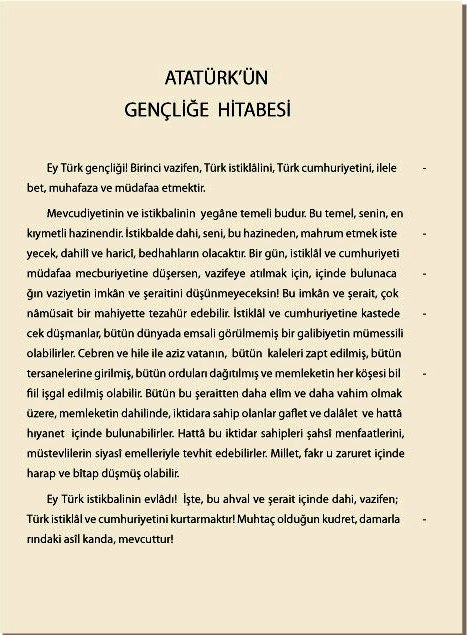 ATATÜRK'ÜN
GENÇLİĞE HİTABESİ
Ey Türk gençliği! Birinci vazifen, Türk istiklâlini, Türk cumhuriyetini, ilele -
bet, muhafaza ve müdafaa etmektir.
Mevcudiyetinin ve istikbalinin yegâne temeli budur. Bu temel, senin, en
kıymetli hazinendir. İstikbalde dahi, seni, bu hazineden, mahrum etmek iste -
yecek, dahilî ve haricî, bedhahların olacaktır. Bir gün, istiklâl ve cumhuriyeti
müdafaa mecburiyetine düşersen, vazifeye atılmak için, içinde bulunaca -
ğın vaziyetin imkân ve şeraitini düşünmeyeceksin! Bu imkân ve şerait, çok
nâmüsait bir mahiyette tezahür edebilir. İstiklâl ve cumhuriyetine kastede -
cek düşmanlar, bütün dünyada emsali görülmemiş bir galibiyetin mümessili
olabilirler. Cebren ve hile ile aziz vatanın, bütün kaleleri zapt edilmiş, bütün
tersanelerine girilmiş, bütün orduları dağıtılmış ve memleketin her köşesi bil -
fiil işgal edilmiş olabilir. Bütün bu şeraitten daha elîm ve daha vahim olmak
üzere, memleketin dahilinde, iktidara sahip olanlar gaflet ve dalâlet ve hattâ
hıyanet içinde bulunabilirler. Hattâ bu iktidar sahipleri şahsî menfaatlerini,
müstevlilerin siyasî emelleriyle tevhit edebilirler. Millet, fakr u zaruret içinde
harap ve bîtap düşmüş olabilir.
Ey Türk istikbalinin evlâdı! İşte, bu ahval ve şerait içinde dahi, vazifen;
Türk istiklâl ve cumhuriyetini kurtarmaktır! Muhtaç olduğun kudret, damarla -
rındaki asîl kanda, mevcuttur!